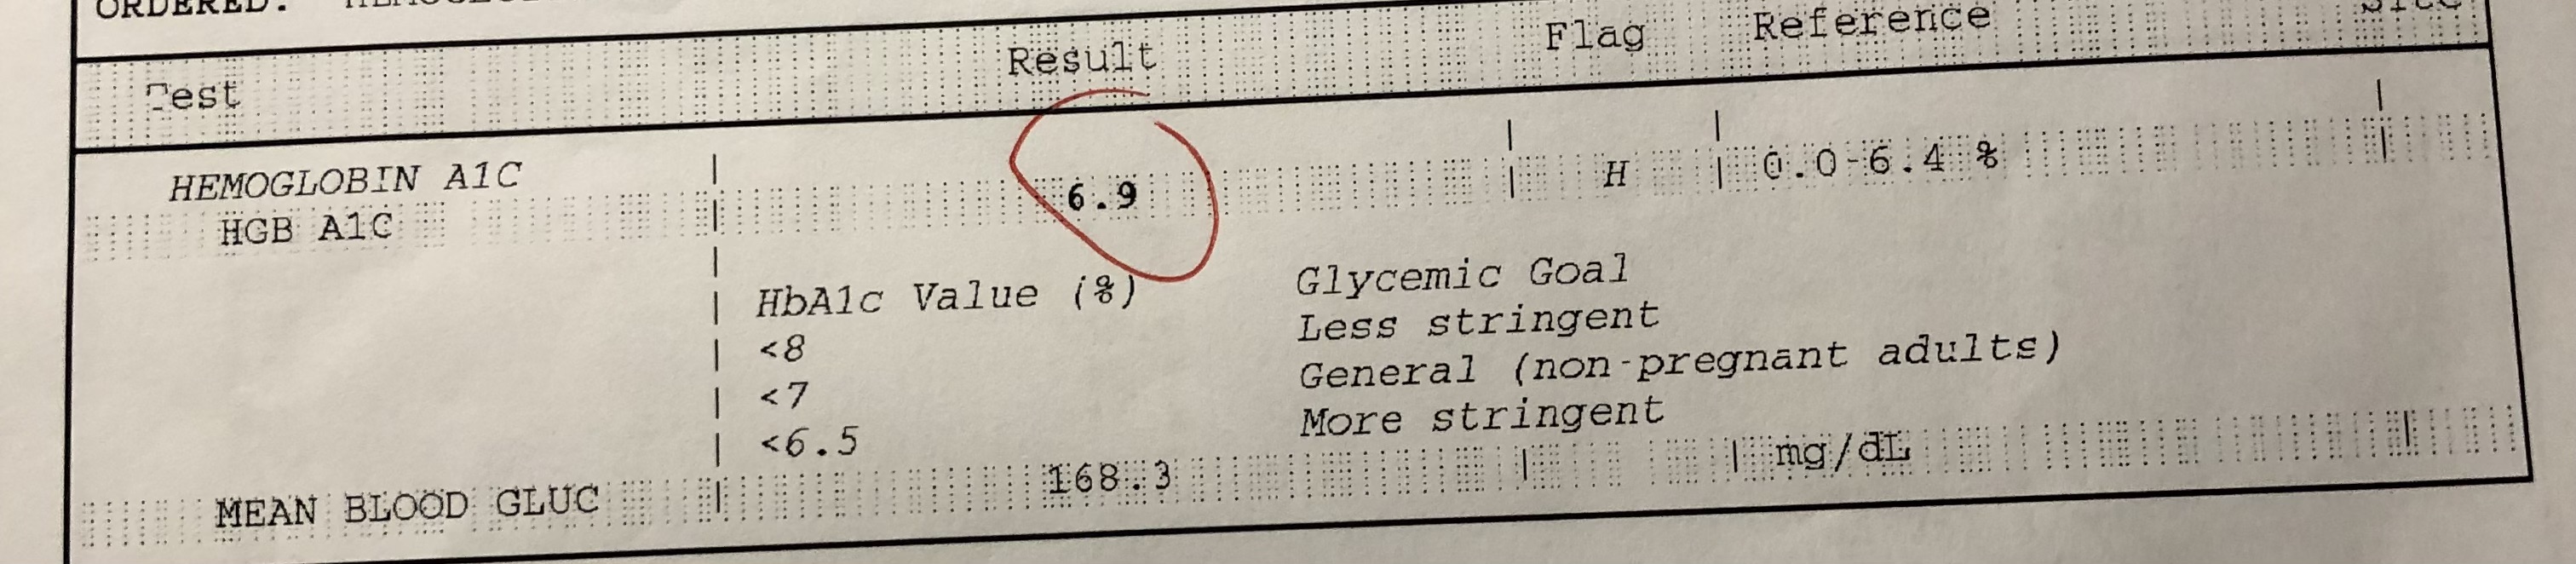 ORDERED:
Test Result Flag Reference
HEMOGLOBIN A1C
HGB A1C 6.9 H 0.0-6.4 %
HbA1c Value (%) Glycemic Goal
<8 Less stringent
<7 General (non-pregnant adults)
<6.5 More stringent
MEAN BLOOD GLUC 168.3 mg/dL